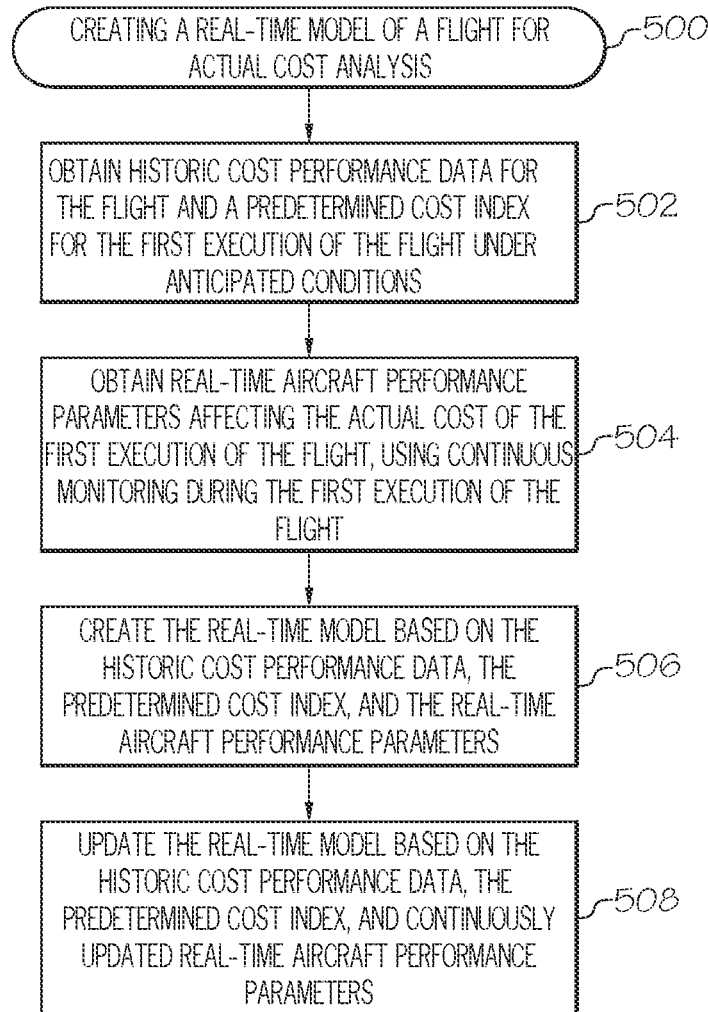 CREATING A REAL-TIME MODEL OF A FLIGHT FOR
ACTUAL COST ANALYSIS
500
OBTAIN HISTORIC COST PERFORMANCE DATA FOR
THE FLIGHT AND A PREDETERMINED COST INDEX
FOR THE FIRST EXECUTION OF THE FLIGHT UNDER
ANTICIPATED CONDITIONS
502
OBTAIN REAL-TIME AIRCRAFT PERFORMANCE
PARAMETERS AFFECTING THE ACTUAL COST OF THE
FIRST EXECUTION OF THE FLIGHT, USING CONTINUOUS
MONITORING DURING THE FIRST EXECUTION OF THE
FLIGHT
504
CREATE THE REAL-TIME MODEL BASED ON THE
HISTORIC COST PERFORMANCE DATA, THE
PREDETERMINED COST INDEX, AND THE REAL-TIME
AIRCRAFT PERFORMANCE PARAMETERS
506
UPDATE THE REAL-TIME MODEL BASED ON THE
HISTORIC COST PERFORMANCE DATA, THE
PREDETERMINED COST INDEX, AND CONTINUOUSLY
UPDATED REAL-TIME AIRCRAFT PERFORMANCE
PARAMETERS
508